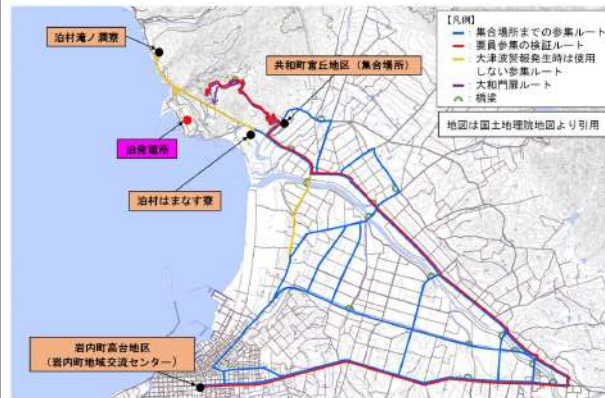 泊村滝ノ澗寮
共和町宮丘地区（集合場所）
泊発電所
泊村はまなす寮
岩内町高台地区
（岩内町地域交流センター）
【凡例】
：集合場所までの参集ルート
：要員参集の検証ルート
：大津波警報発生時は使用
しない参集ルート
：大和門扉ルート
：橋梁
地図は国土地理院地図より引用